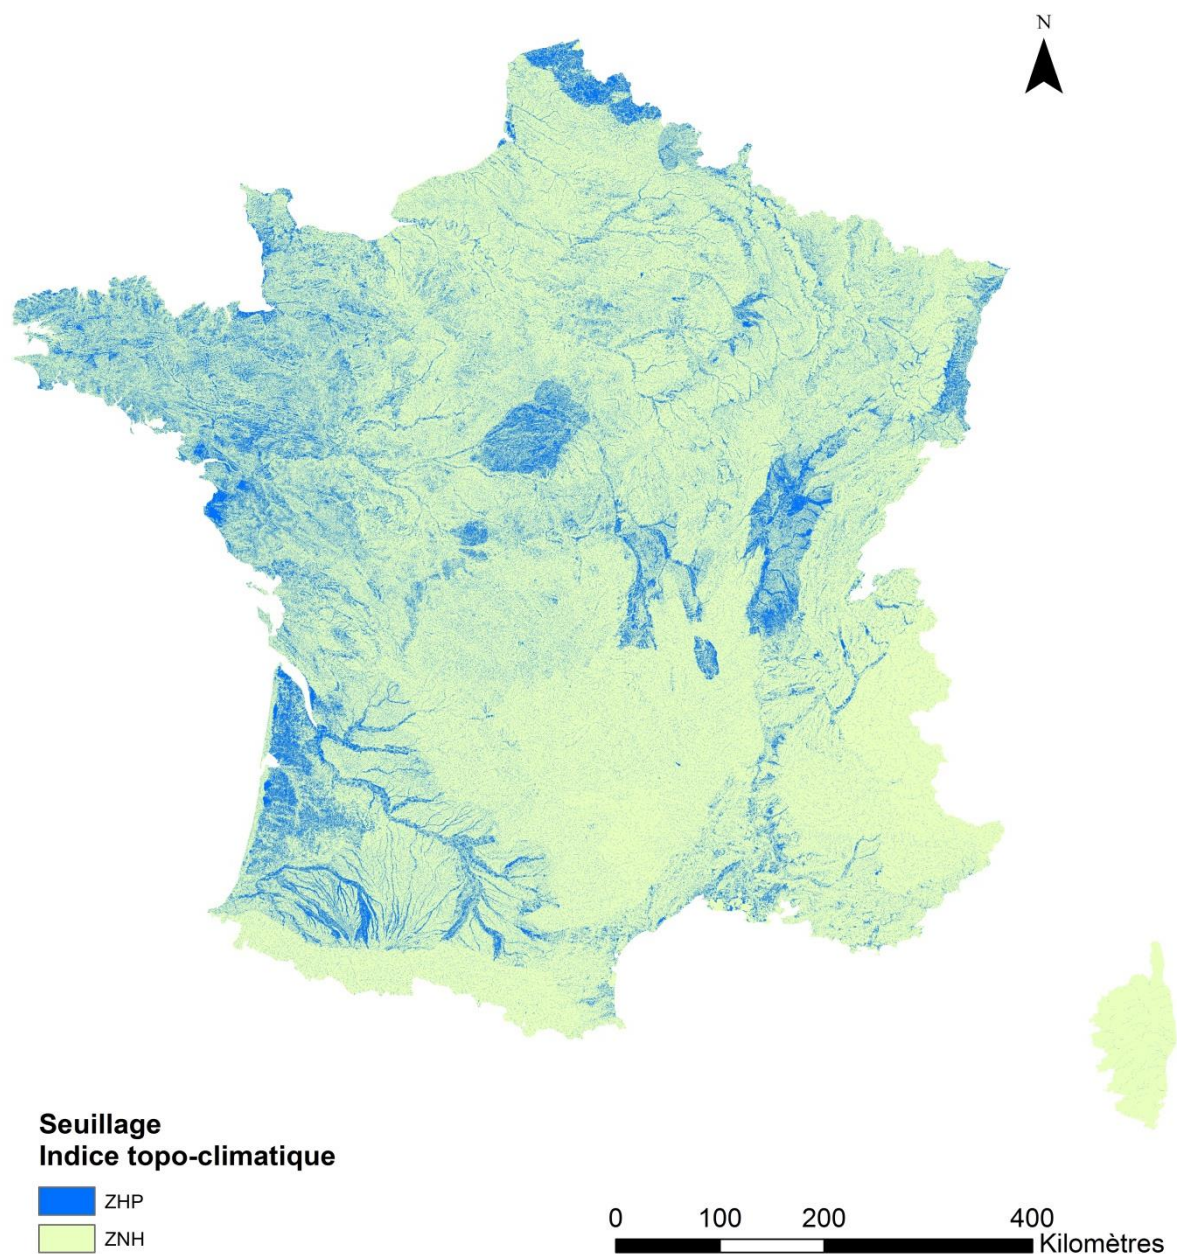 N
Seuillage
Indice topo-climatique
ZHP
ZNH
0 100 200 400
Kilomètres